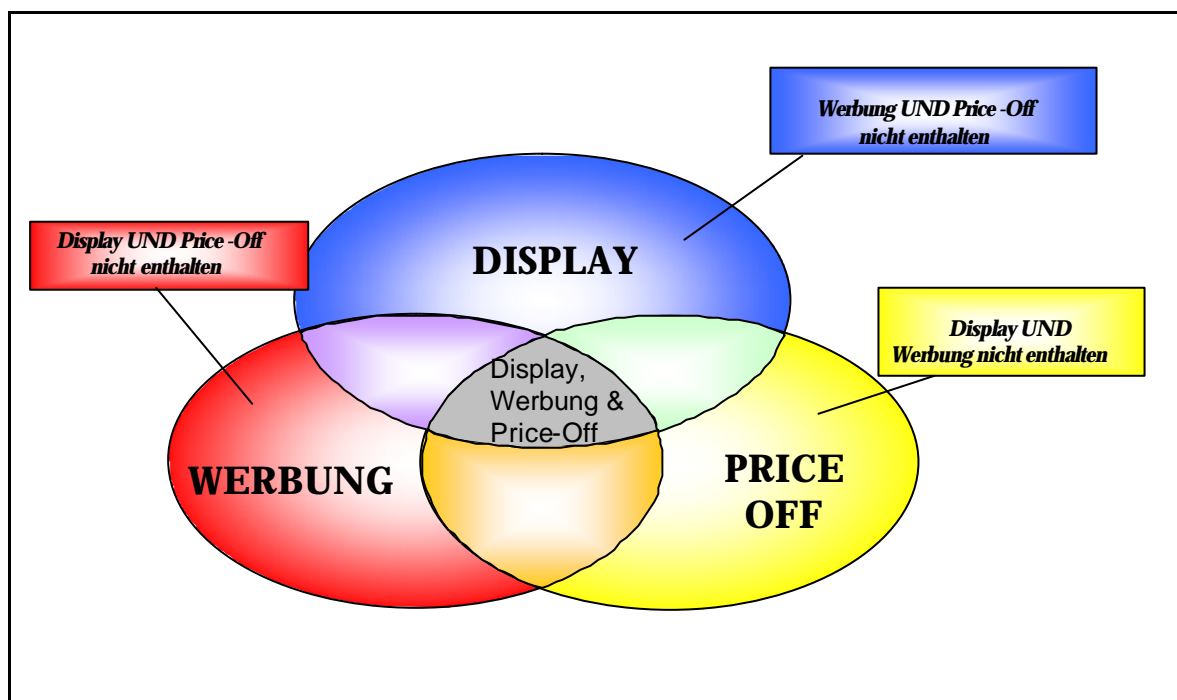 Werbung UND Price -Off
nicht enthalten
Display UND Price -Off
nicht enthalten
DISPLAY
Display UND
Werbung nicht enthalten
Display,
Werbung &
Price-Off
WERBUNG
PRICE
OFF